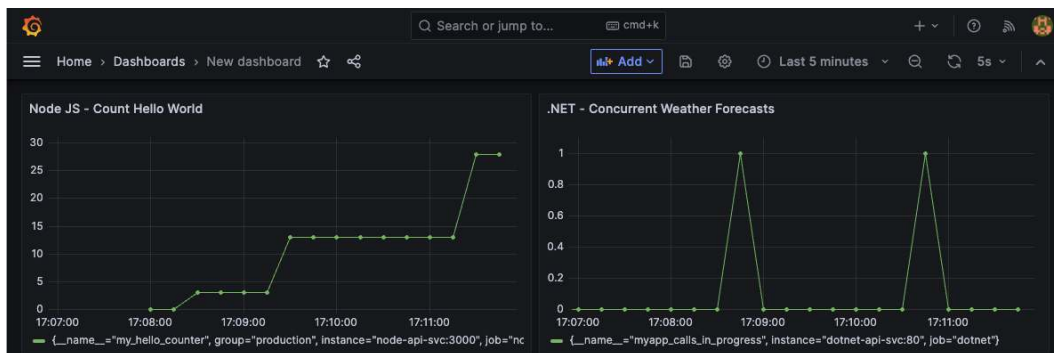 Search or jump to... cmd+k
Home › Dashboards › New dashboard Add Last 5 minutes 5s
Node JS - Count Hello World
30
25
20
15
10
5
0
17:07:00 17:08:00 17:09:00 17:10:00 17:11:00
{__name__="my_hello_counter", group="production", instance="node-api-svc:3000", job="nc
.NET - Concurrent Weather Forecasts
1
0.8
0.6
0.4
0.2
0
17:07:00 17:08:00 17:09:00 17:10:00 17:11:00
{__name__="myapp_calls_in_progress", instance="dotnet-api-svc:80", job="dotnet"}